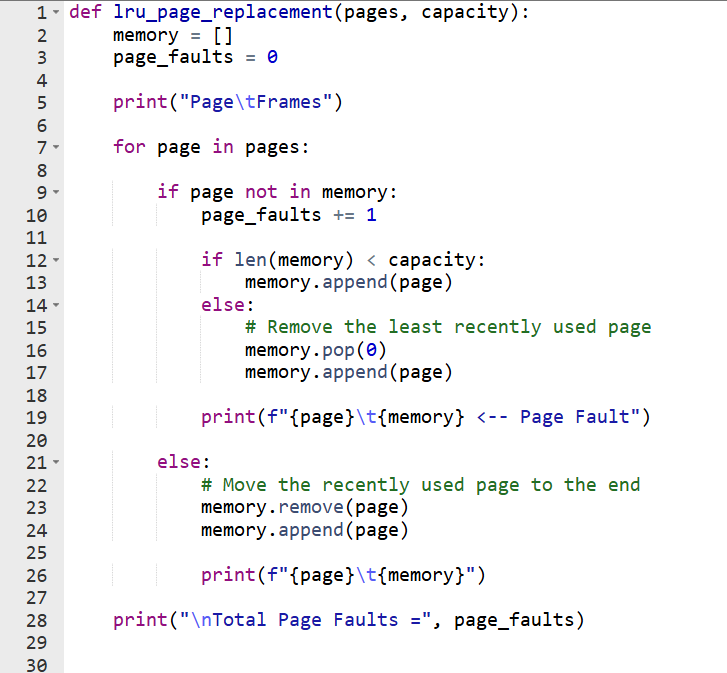 1 def lru_page_replacement(pages, capacity):
2     memory = []
3     page_faults = 0
4
5     print("Page\tFrames")
6
7     for page in pages:
8
9         if page not in memory:
10             page_faults += 1
11
12             if len(memory) < capacity:
13                 memory.append(page)
14             else:
15                 # Remove the least recently used page
16                 memory.pop(0)
17                 memory.append(page)
18
19             print(f"{page}\t{memory} <-- Page Fault")
20
21         else:
22             # Move the recently used page to the end
23             memory.remove(page)
24             memory.append(page)
25
26             print(f"{page}\t{memory}")
27
28     print("\nTotal Page Faults =", page_faults)
29
30